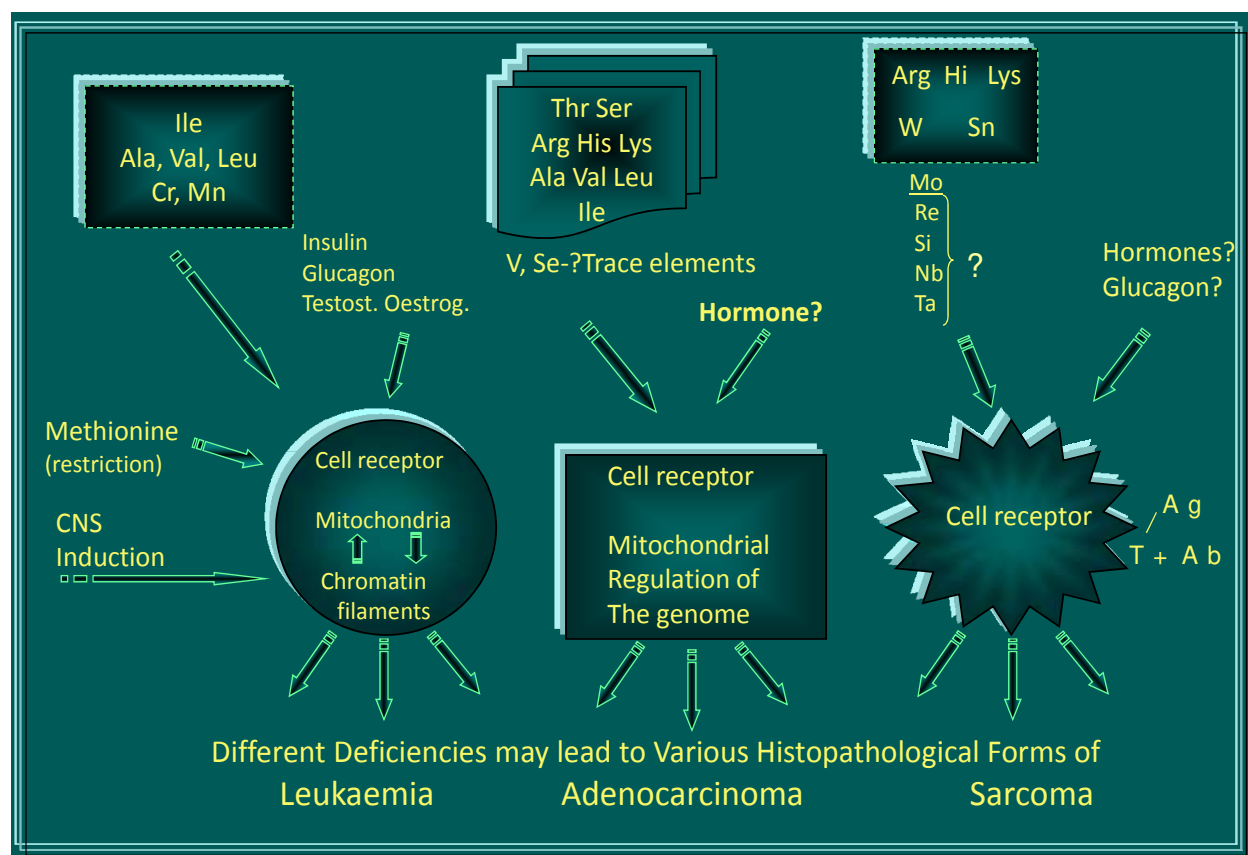 Ile
Ala, Val, Leu
Cr, Mn
Thr Ser
Arg His Lys
Ala Val Leu
Ile
Arg Hi Lys
W Sn
Insulin
Glucagon
Testost. Oestrog.
V, Se-?Trace elements
Hormone?
Mo
Re
Si
Nb
Ta
?
Hormones?
Glucagon?
Methionine
(restriction)
CNS
Induction
Cell receptor
Mitochondria
Chromatin
filaments
Cell receptor
Mitochondrial
Regulation of
The genome
Cell receptor
A g
T + A b
Different Deficiencies may lead to Various Histopathological Forms of
Leukaemia Adenocarcinoma Sarcoma